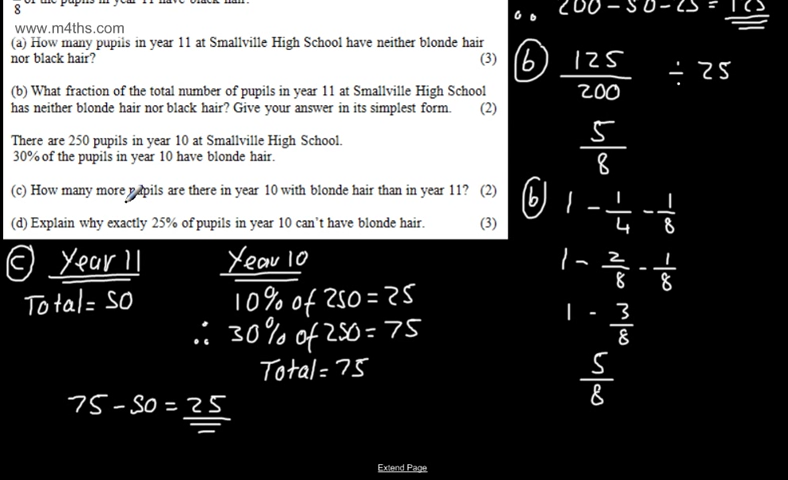 8
www.m4ths.com
(a) How many pupils in year 11 at Smallville High School have neither blonde hair
nor black hair? (3)
(b) What fraction of the total number of pupils in year 11 at Smallville High School
has neither blonde hair nor black hair? Give your answer in its simplest form. (2)
There are 250 pupils in year 10 at Smallville High School.
30% of the pupils in year 10 have blonde hair.
(c) How many more pupils are there in year 10 with blonde hair than in year 11? (2)
(d) Explain why exactly 25% of pupils in year 10 can't have blonde hair. (3)
∴ 200 - 50 - 25 = 125
(b) 125/200 ÷ 25
5/8
(b) 1 - 1/4 - 1/8
1 - 2/8 - 1/8
1 - 3/8
5/8
(c) Year 11
Total = 50
Year 10
10% of 250 = 25
∴ 30% of 250 = 75
Total = 75
75 - 50 = 25
Extend Page